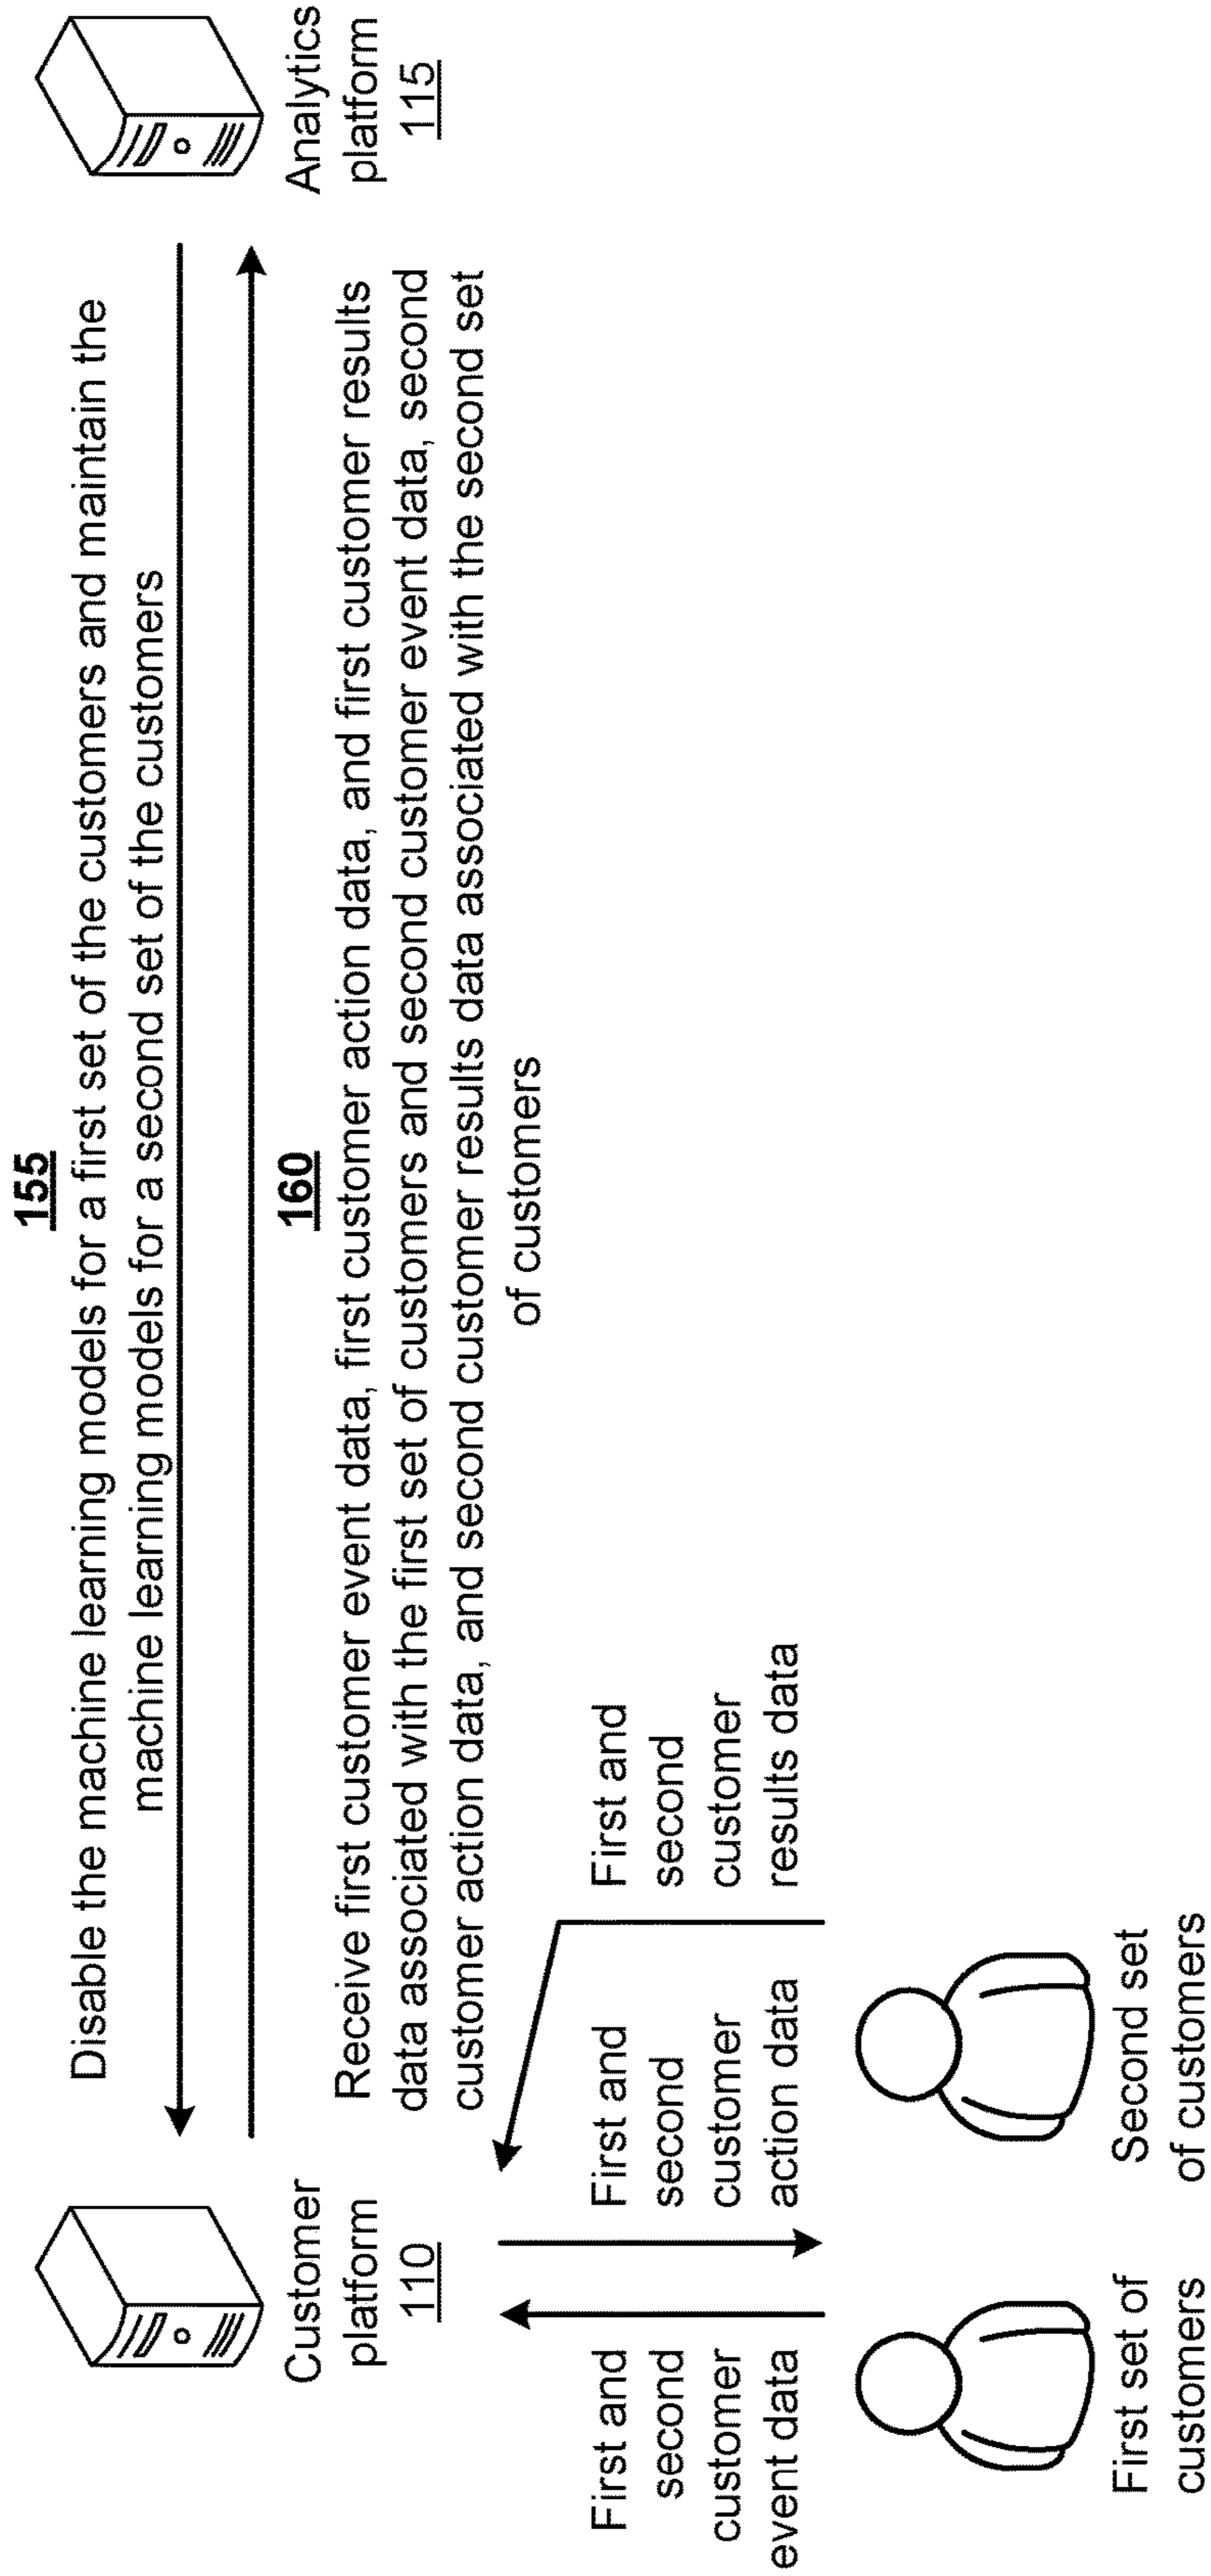 155
Disable the machine learning models for a first set of the customers and maintain the
machine learning models for a second set of the customers
160
Receive first customer event data, first customer action data, and first customer results
data associated with the first set of customers and second customer event data, second
customer action data, and second customer results data associated with the second set
of customers
Customer
platform
110
Analytics
platform
115
First and
second
customer
event data
First and
second
customer
action data
First and
second
customer
results data
First set of
customers
Second set
of customers